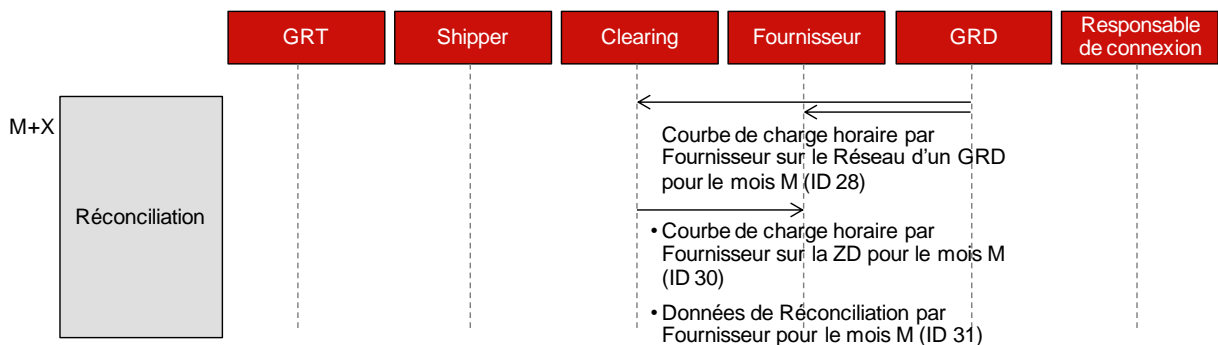 GRT
Shipper
Clearing
Fournisseur
GRD
Responsable
de connexion
M+X
Réconciliation
Courbe de charge horaire par
Fournisseur sur le Réseau d'un GRD
pour le mois M (ID 28)
• Courbe de charge horaire par
Fournisseur sur la ZD pour le mois M
(ID 30)
• Données de Réconciliation par
Fournisseur pour le mois M (ID 31)